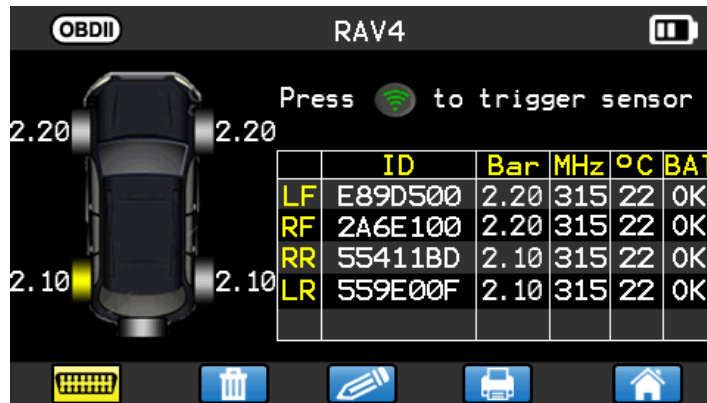 OBDII RAV4
Press to trigger sensor
2.20 2.20
ID Bar MHz ºC BAT
LF E89D500 2.20 315 22 OK
RF 2A6E100 2.20 315 22 OK
RR 55411BD 2.10 315 22 OK
2.10 2.10
LR 559E00F 2.10 315 22 OK